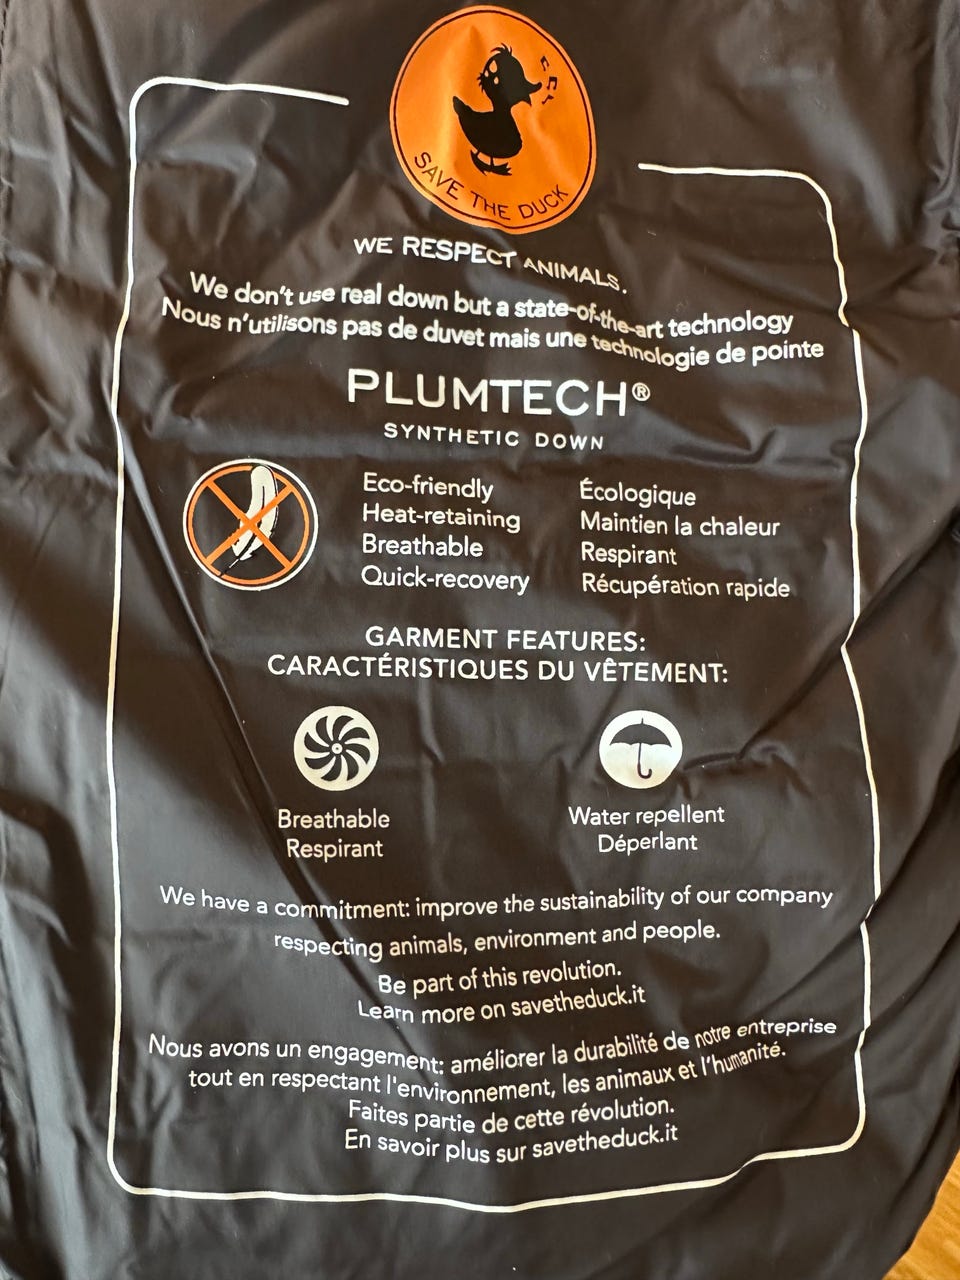 SAVE THE DUCK
WE RESPECT ANIMALS.
We don't use real down but a state-of-the-art technology
Nous n'utilisons pas de duvet mais une technologie de pointe
PLUMTECH®
SYNTHETIC DOWN
Eco-friendly
Heat-retaining
Breathable
Quick-recovery
Écologique
Maintien la chaleur
Respirant
Récupération rapide
GARMENT FEATURES:
CARACTÉRISTIQUES DU VÊTEMENT:
Breathable
Respirant
Water repellent
Déperlant
We have a commitment: improve the sustainability of our company
respecting animals, environment and people.
Be part of this revolution.
Learn more on savetheduck.it
Nous avons un engagement: améliorer la durabilité de notre entreprise
tout en respectant l'environnement, les animaux et l'humanité.
Faites partie de cette révolution.
En savoir plus sur savetheduck.it